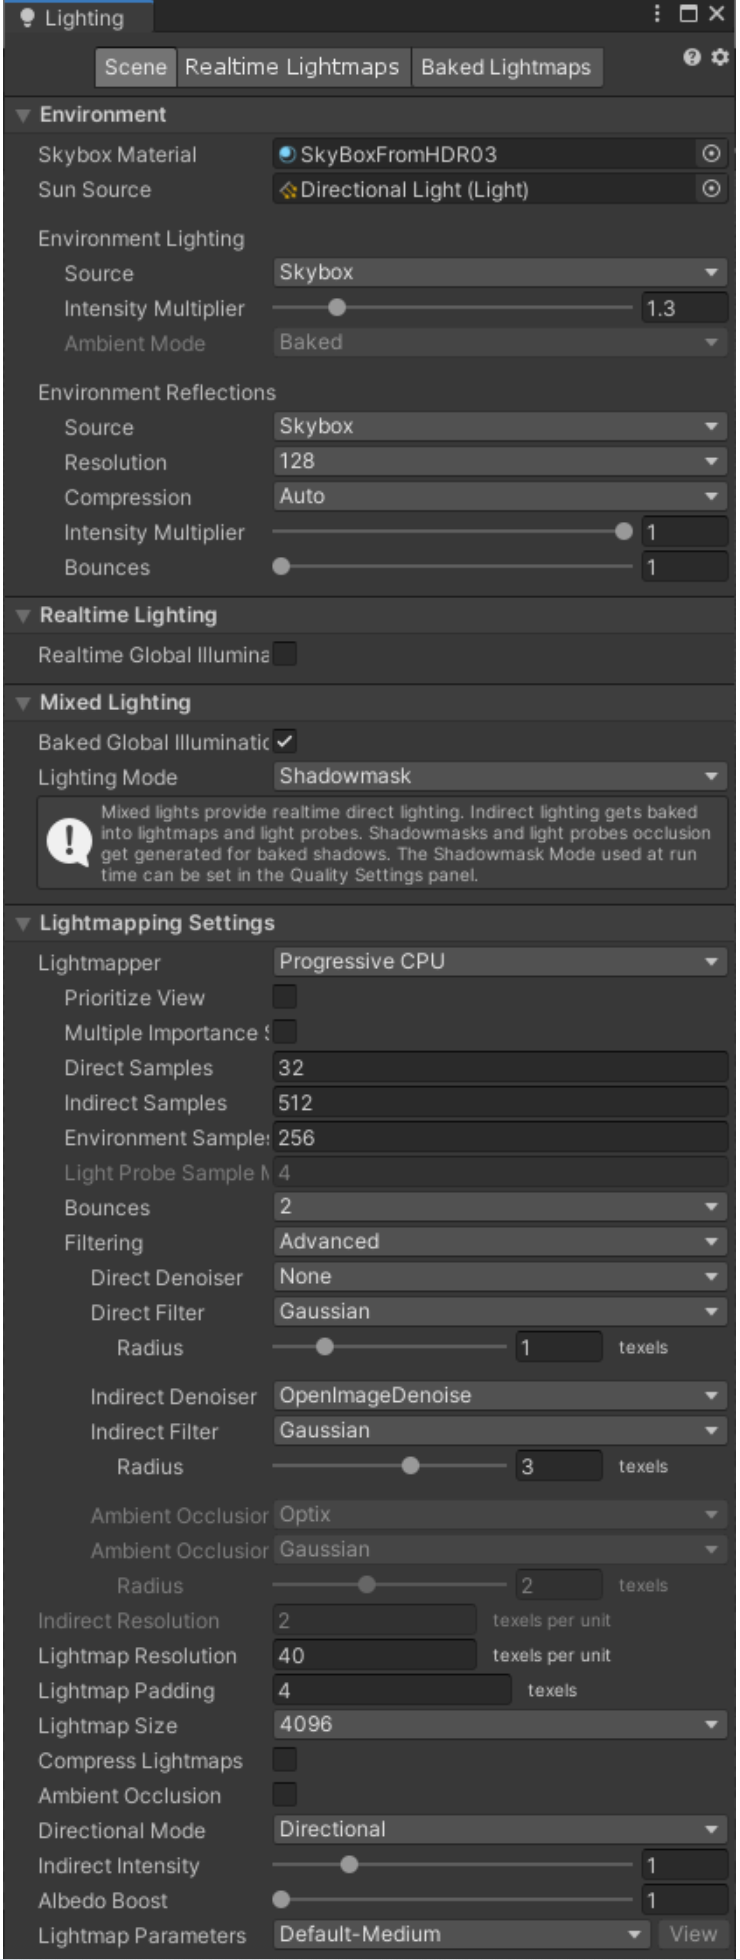 Lighting
Scene Realtime Lightmaps Baked Lightmaps
Environment
Skybox Material SkyBoxFromHDR03
Sun Source Directional Light (Light)
Environment Lighting
Source Skybox
Intensity Multiplier 1.3
Ambient Mode Baked
Environment Reflections
Source Skybox
Resolution 128
Compression Auto
Intensity Multiplier 1
Bounces 1
Realtime Lighting
Realtime Global Illumina
Mixed Lighting
Baked Global Illuminatic
Lighting Mode Shadowmask
Mixed lights provide realtime direct lighting. Indirect lighting gets baked
into lightmaps and light probes. Shadowmasks and light probes occlusion
get generated for baked shadows. The Shadowmask Mode used at run
time can be set in the Quality Settings panel.
Lightmapping Settings
Lightmapper Progressive CPU
Prioritize View
Multiple Importance S
Direct Samples 32
Indirect Samples 512
Environment Samples 256
Light Probe Sample M 4
Bounces 2
Filtering Advanced
Direct Denoiser None
Direct Filter Gaussian
Radius 1 texels
Indirect Denoiser OpenImageDenoise
Indirect Filter Gaussian
Radius 3 texels
Ambient Occlusior Optix
Ambient Occlusior Gaussian
Radius 2 texels
Indirect Resolution 2 texels per unit
Lightmap Resolution 40 texels per unit
Lightmap Padding 4 texels
Lightmap Size 4096
Compress Lightmaps
Ambient Occlusion
Directional Mode Directional
Indirect Intensity 1
Albedo Boost 1
Lightmap Parameters Default-Medium View